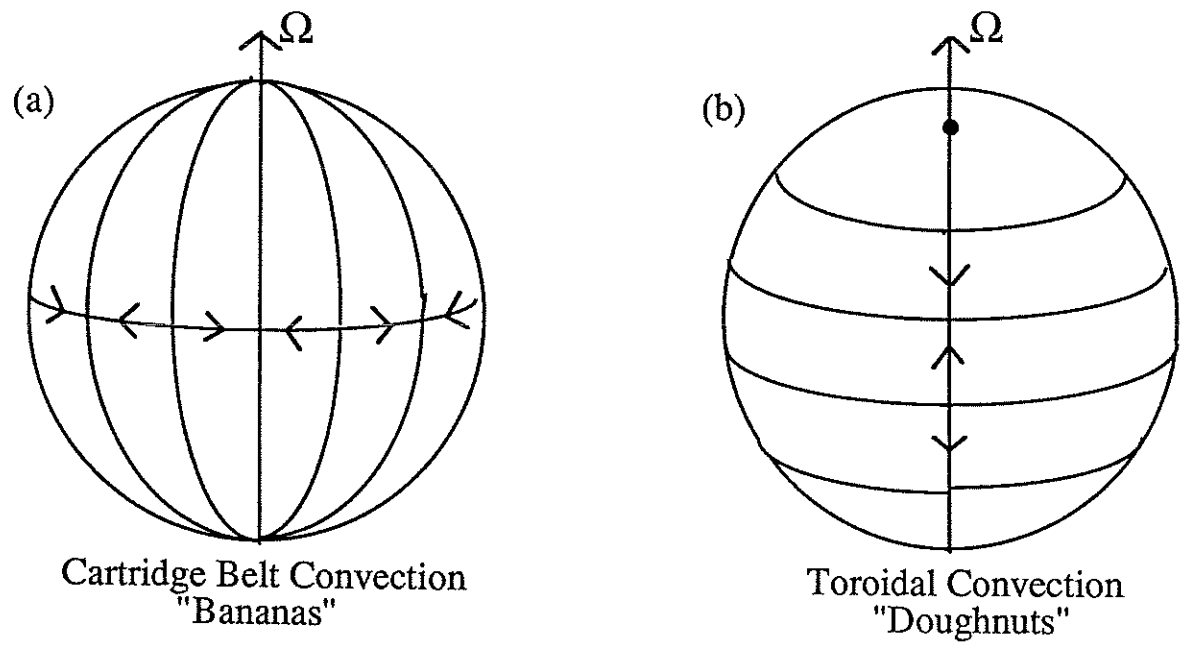 (a)
Ω
Cartridge Belt Convection
"Bananas"
(b)
Ω
Toroidal Convection
"Doughnuts"